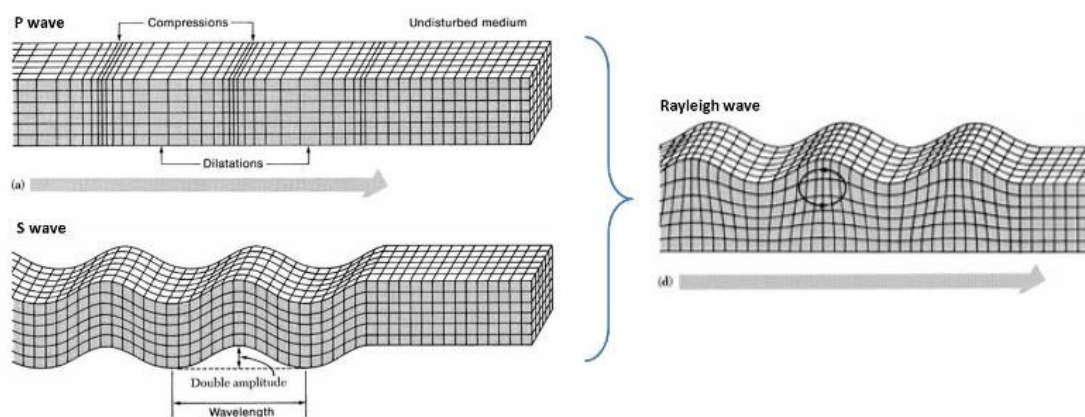 P wave
Compressions
Undisturbed medium
Dilatations
(a)
S wave
Double amplitude
Wavelength
Rayleigh wave
(d)